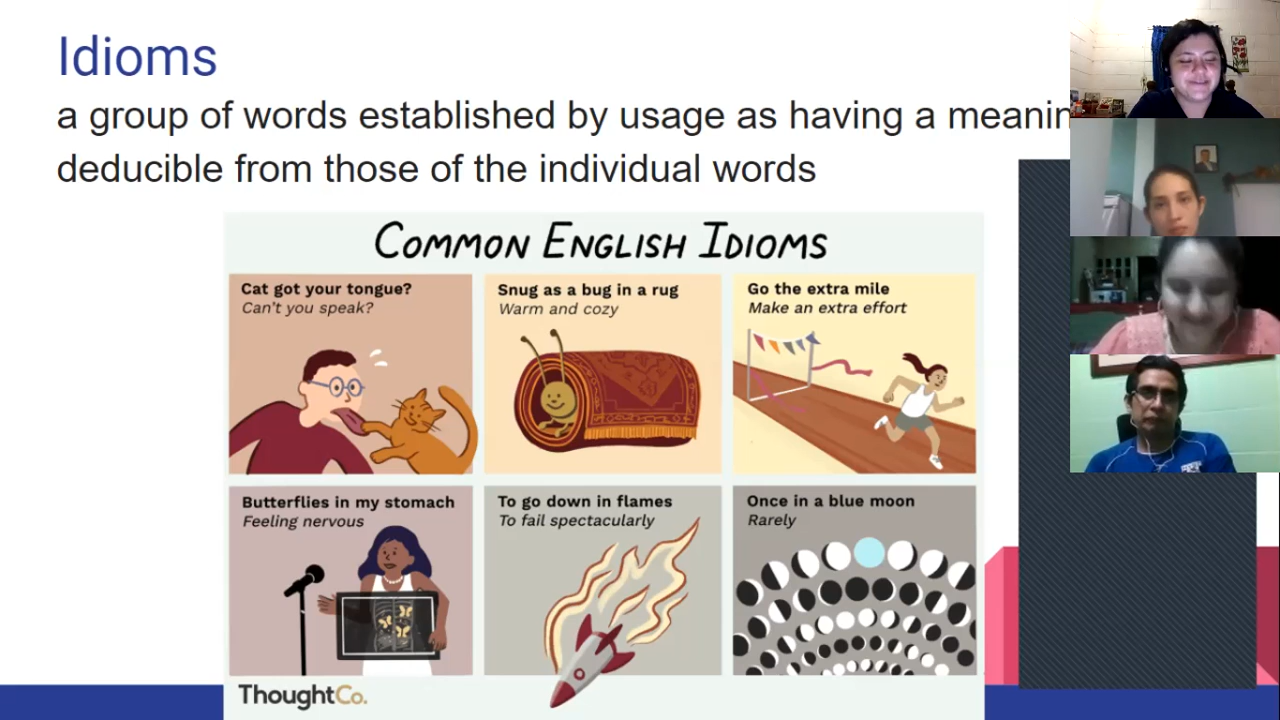 Idioms
a group of words established by usage as having a meanin
deducible from those of the individual words
COMMON ENGLISH IDIOMS
Cat got your tongue?
Can't you speak?
Snug as a bug in a rug
Warm and cozy
Go the extra mile
Make an extra effort
Butterflies in my stomach
Feeling nervous
To go down in flames
To fail spectacularly
Once in a blue moon
Rarely
ThoughtCo.